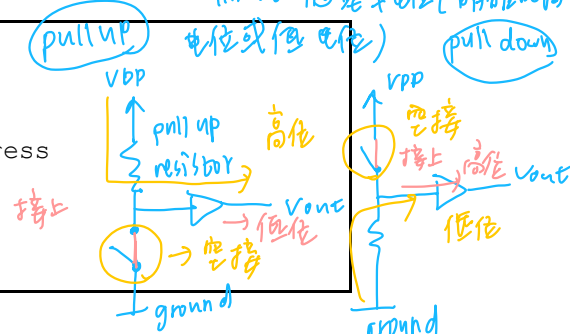 pull up
电位或低电位)
pull down
VDD
pull up
resistor
高位
ress
接上
Vout
低位
空接
ground
VDD
空接
接上
高位
Vout
低位
ground